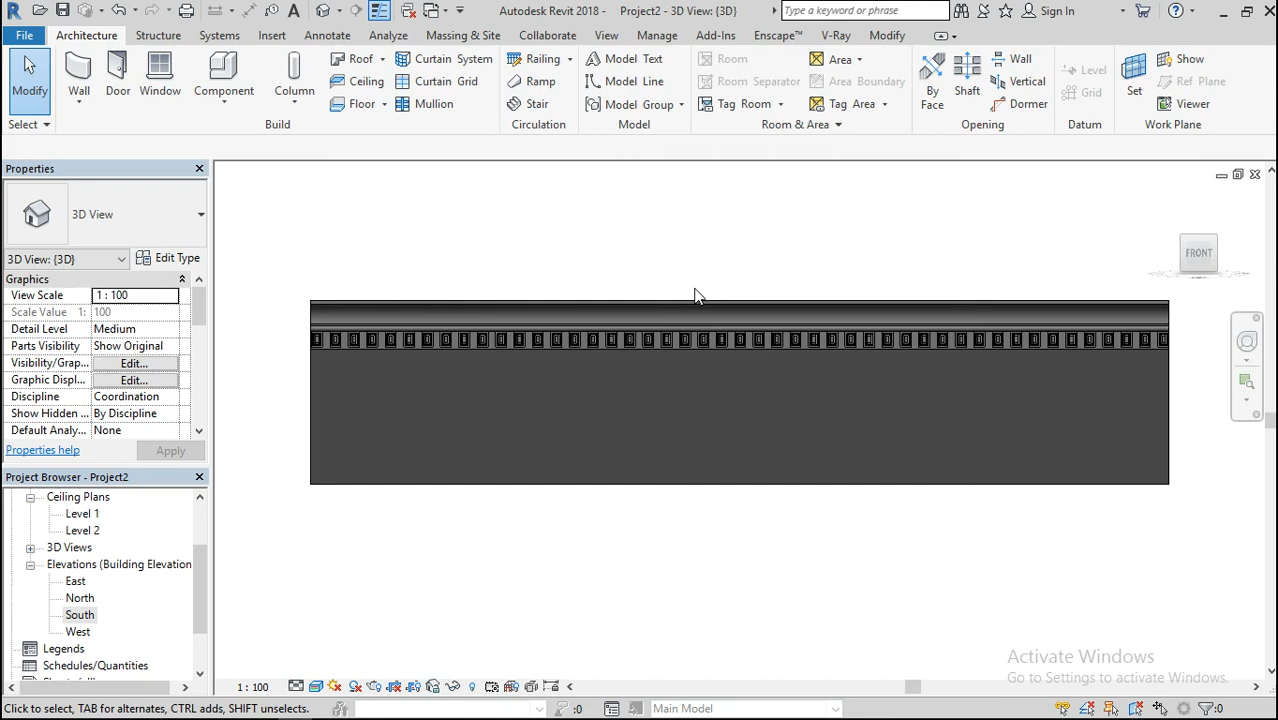 Autodesk Revit 2018 - Project2 - 3D View: {3D}
Type a keyword or phrase
Sign In
File
Architecture
Structure
Systems
Insert
Annotate
Analyze
Massing & Site
Collaborate
View
Manage
Add-Ins
Enscape™
V-Ray
Modify
Modify
Wall
Door
Window
Component
Column
Roof
Ceiling
Floor
Curtain System
Curtain Grid
Mullion
Railing
Ramp
Stair
Model Text
Model Line
Model Group
Room
Room Separator
Tag Room
Area
Area Boundary
Tag Area
By
Face
Shaft
Wall
Vertical
Dormer
Level
Grid
Set
Show
Ref Plane
Viewer
Select
Build
Circulation
Model
Room & Area
Opening
Datum
Work Plane
Properties
3D View
3D View: {3D}
Edit Type
Graphics
View Scale 1 : 100
Scale Value 1: 100
Detail Level Medium
Parts Visibility Show Original
Visibility/Grap... Edit...
Graphic Displ... Edit...
Discipline Coordination
Show Hidden ... By Discipline
Default Analy... None
Properties help
Apply
Project Browser - Project2
Ceiling Plans
Level 1
Level 2
3D Views
Elevations (Building Elevation
East
North
South
West
Legends
Schedules/Quantities
FRONT
Activate Windows
Go to Settings to activate Windows.
1 : 100
Click to select, TAB for alternates, CTRL adds, SHIFT unselects.
:0
Main Model
:0